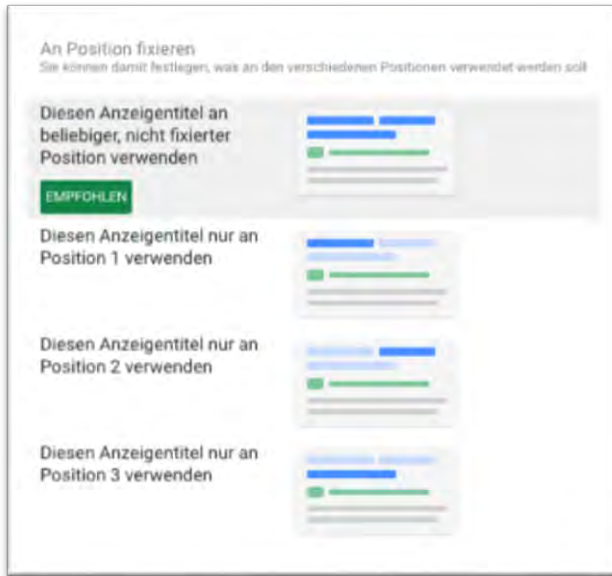 An Position fixieren
Sie können damit festlegen, was an den verschiedenen Positionen verwendet werden soll
Diesen Anzeigentitel an
beliebiger, nicht fixierter
Position verwenden
EMPFOHLEN
Diesen Anzeigentitel nur an
Position 1 verwenden
Diesen Anzeigentitel nur an
Position 2 verwenden
Diesen Anzeigentitel nur an
Position 3 verwenden